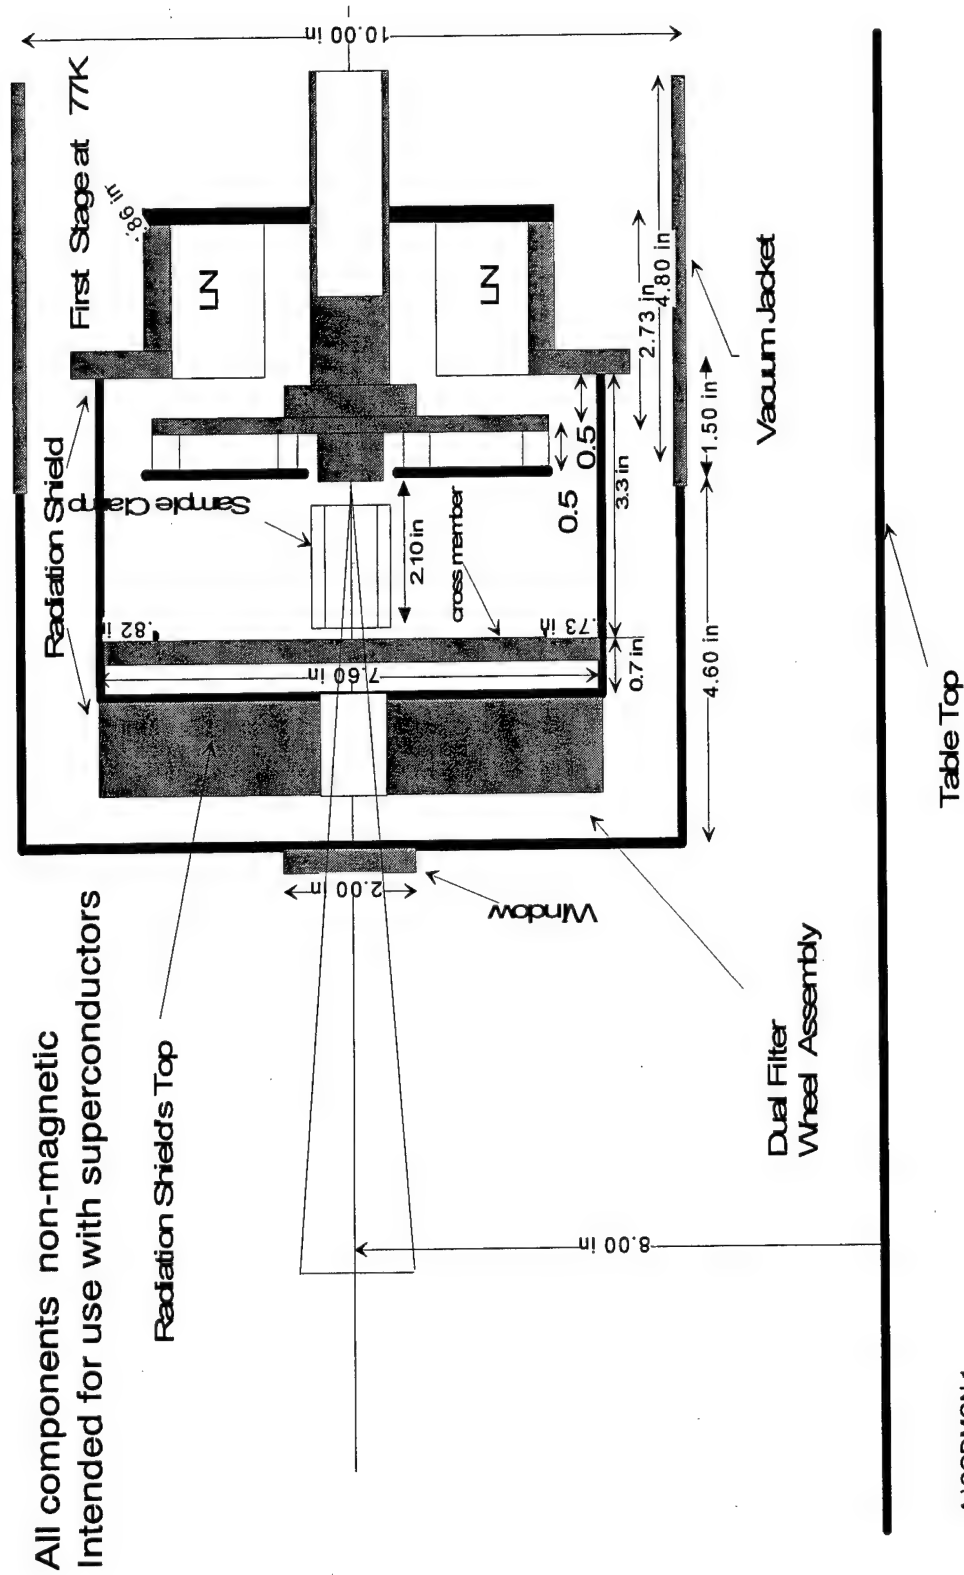 All components non-magnetic
Intended for use with superconductors
Radiation Shield's Top
Radiation Shield
First Stage at 77K
.86 in
10.00 in
LN
LN
Sample Clamp
2.10 in
cross member
.82 in
.73 in
7.60 in
0.5
0.5
3.3 in
0.7 in
2.73 in
4.80 in
1.50 in
4.60 in
Vacuum Jacket
2.00 in
Window
Dual Filter
Wheel Assembly
8.00 in
Table Top